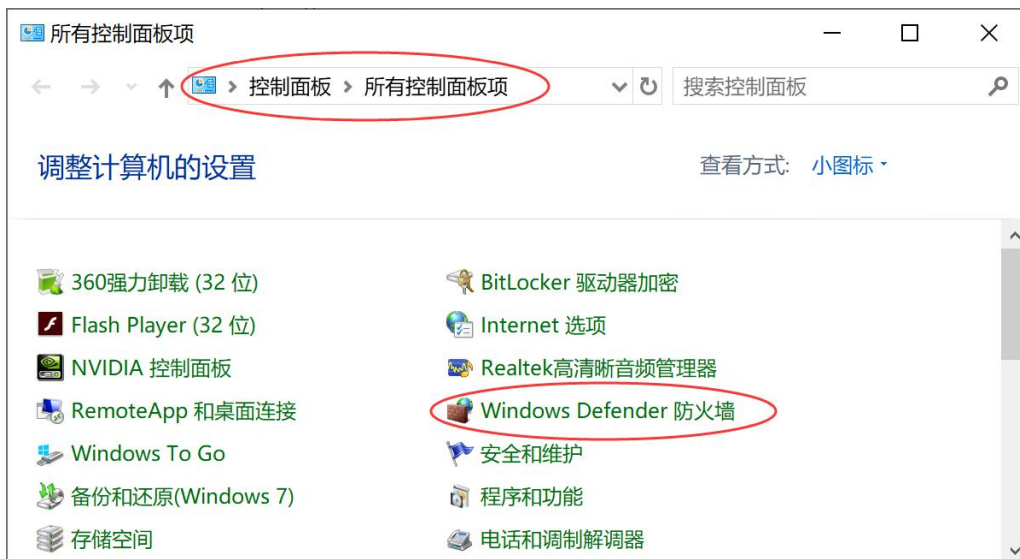 所有控制面板项
控制面板 所有控制面板项 搜索控制面板
调整计算机的设置 查看方式: 小图标
360强力卸载 (32 位) BitLocker 驱动器加密
Flash Player (32 位) Internet 选项
NVIDIA 控制面板 Realtek高清晰音频管理器
RemoteApp 和桌面连接 Windows Defender 防火墙
Windows To Go 安全和维护
备份和还原(Windows 7) 程序和功能
存储空间 电话和调制解调器